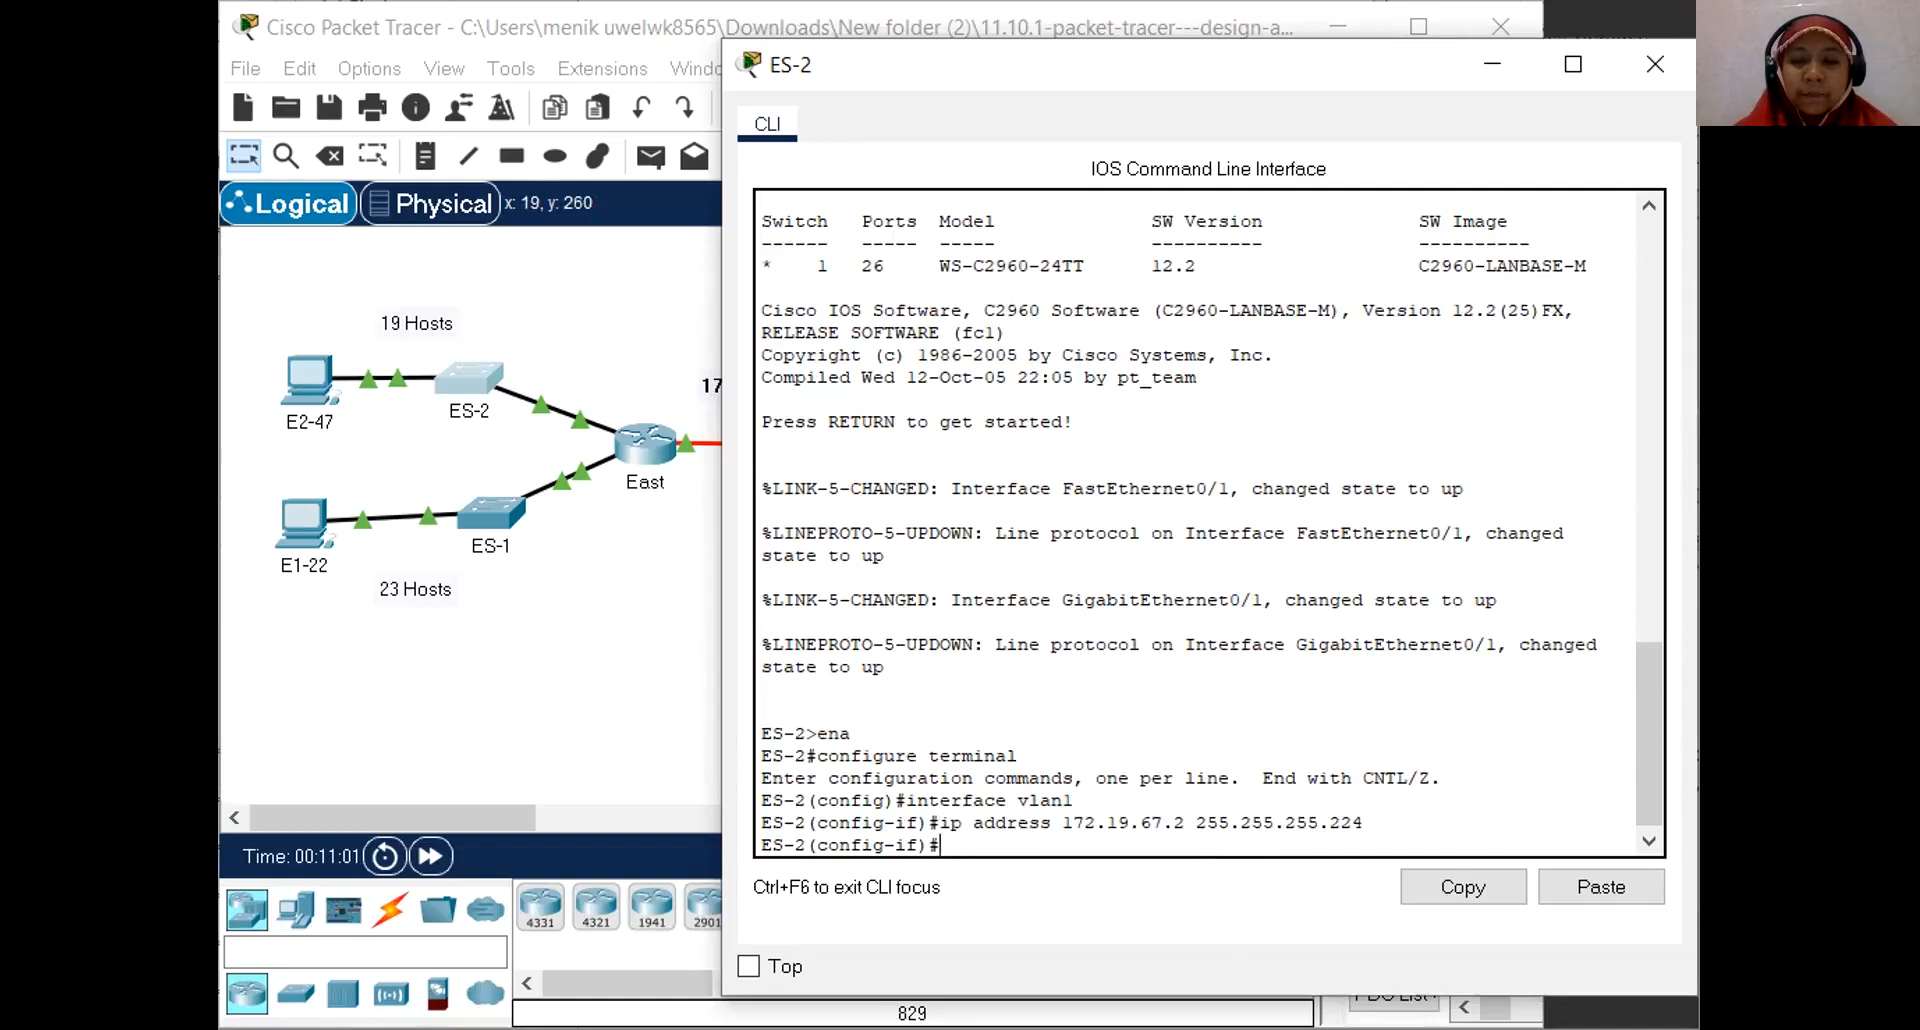 Cisco Packet Tracer - C:\Users\menik uwelwk8565\Downloads\New folder (2)\11.10.1-packet-tracer---design-a...
File Edit Options View Tools Extensions
Logical
Physical
x: 19, y: 260
19 Hosts
E2-47
ES-2
17
East
E1-22
ES-1
23 Hosts
Time: 00:11:01
4331
4321
1941
2901
829
ES-2
CLI
IOS Command Line Interface
Switch Ports Model SW Version SW Image
------ ----- ----- ---------- ----------
* 1 26 WS-C2960-24TT 12.2 C2960-LANBASE-M
Cisco IOS Software, C2960 Software (C2960-LANBASE-M), Version 12.2(25)FX,
RELEASE SOFTWARE (fc1)
Copyright (c) 1986-2005 by Cisco Systems, Inc.
Compiled Wed 12-Oct-05 22:05 by pt_team
Press RETURN to get started!
%LINK-5-CHANGED: Interface FastEthernet0/1, changed state to up
%LINEPROTO-5-UPDOWN: Line protocol on Interface FastEthernet0/1, changed
state to up
%LINK-5-CHANGED: Interface GigabitEthernet0/1, changed state to up
%LINEPROTO-5-UPDOWN: Line protocol on Interface GigabitEthernet0/1, changed
state to up
ES-2>ena
ES-2#configure terminal
Enter configuration commands, one per line. End with CNTL/Z.
ES-2(config)#interface vlan1
ES-2(config-if)#ip address 172.19.67.2 255.255.255.224
ES-2(config-if)#
Ctrl+F6 to exit CLI focus
Copy
Paste
Top